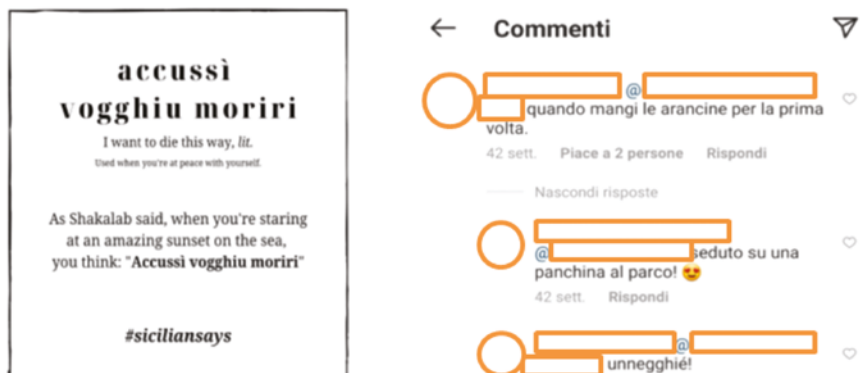 accussì
vogghiu moriri
I want to die this way, lit.
Used when you're at peace with yourself.
As Shakalab said, when you're staring
at an amazing sunset on the sea,
you think: "Accussì vogghiu moriri"
#siciliansays
Commenti
@
quando mangi le arancine per la prima
volta.
42 sett. Piace a 2 persone Rispondi
Nascondi risposte
@ seduto su una
panchina al parco! 😍
42 sett. Rispondi
@
unnegghié!